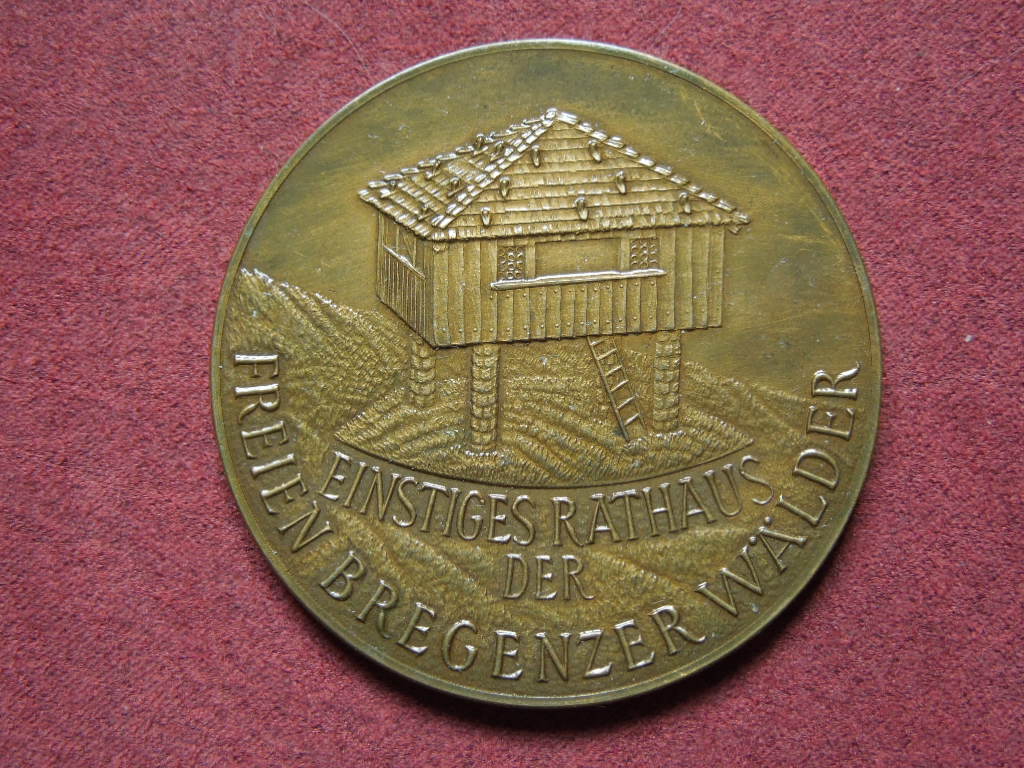 EINSTIGES RATHAUS
DER
FREIEN BREGENZER WÄLDER